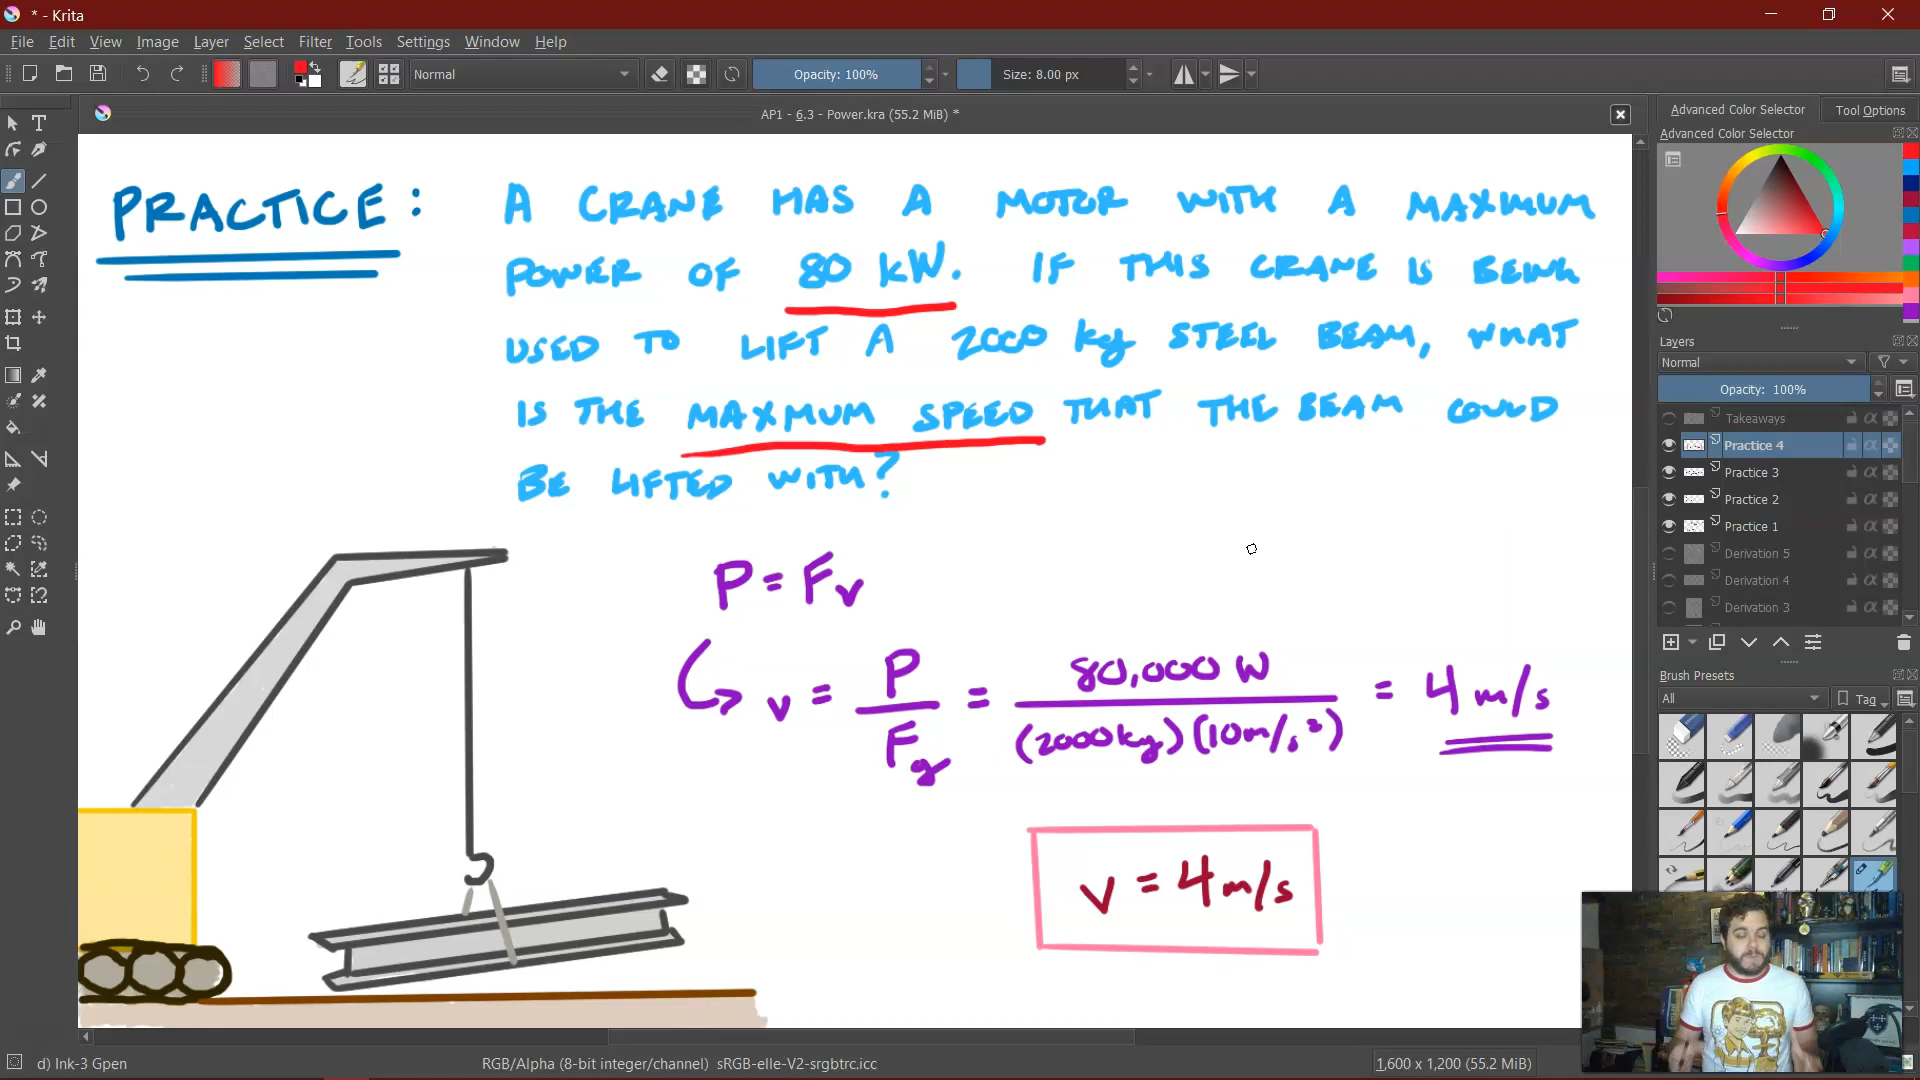 * - Krita
File Edit View Image Layer Select Filter Tools Settings Window Help
Normal Opacity: 100% Size: 8.00 px
AP1 - 6.3 - Power.kra (55.2 MiB) *
PRACTICE: A CRANE HAS A MOTOR WITH A MAXIMUM
POWER OF 80 kW. IF THIS CRANE IS BEING
USED TO LIFT A 2000 kg STEEL BEAM, WHAT
IS THE MAXMUM SPEED THAT THE BEAM COULD
BE LIFTED WITH?
P = Fv
v = P / Fg = 80,000 W / (2000kg)(10m/s²) = 4 m/s
v = 4 m/s
Advanced Color Selector Tool Options
Advanced Color Selector
Layers
Normal
Opacity: 100%
Takeaways
Practice 4
Practice 3
Practice 2
Practice 1
Derivation 5
Derivation 4
Derivation 3
Brush Presets
All Tag
d) Ink-3 Gpen RGB/Alpha (8-bit integer/channel) sRGB-elle-V2-srgbtrc.icc 1,600 x 1,200 (55.2 MiB)